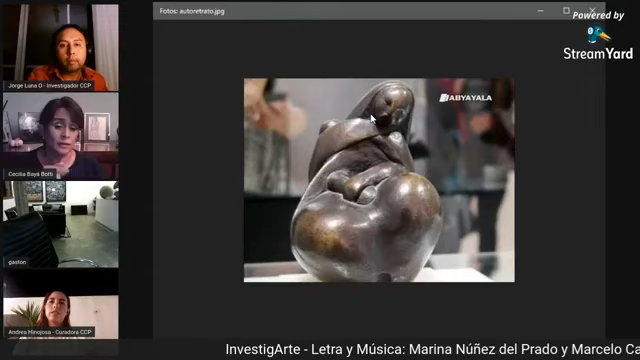 Fotos: autoretrato.jpg
Powered by
StreamYard
Jorge Luna O - Investigador CCP
ABYAYALA
Cecilia Bayá Botti
gaston
Andrea Hinojosa - Curadora CCP
InvestigArte - Letra y Música: Marina Núñez del Prado y Marcelo Ca